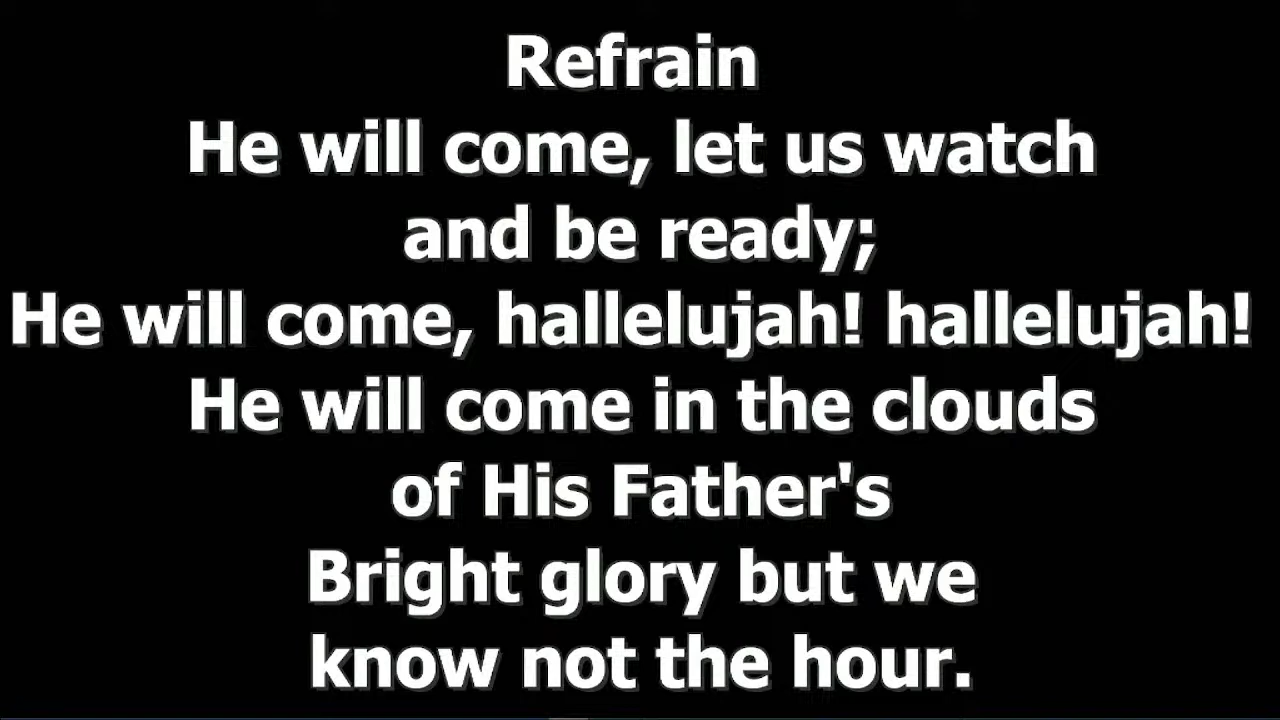 Refrain
He will come, let us watch
and be ready;
He will come, hallelujah! hallelujah!
He will come in the clouds
of His Father's
Bright glory but we
know not the hour.